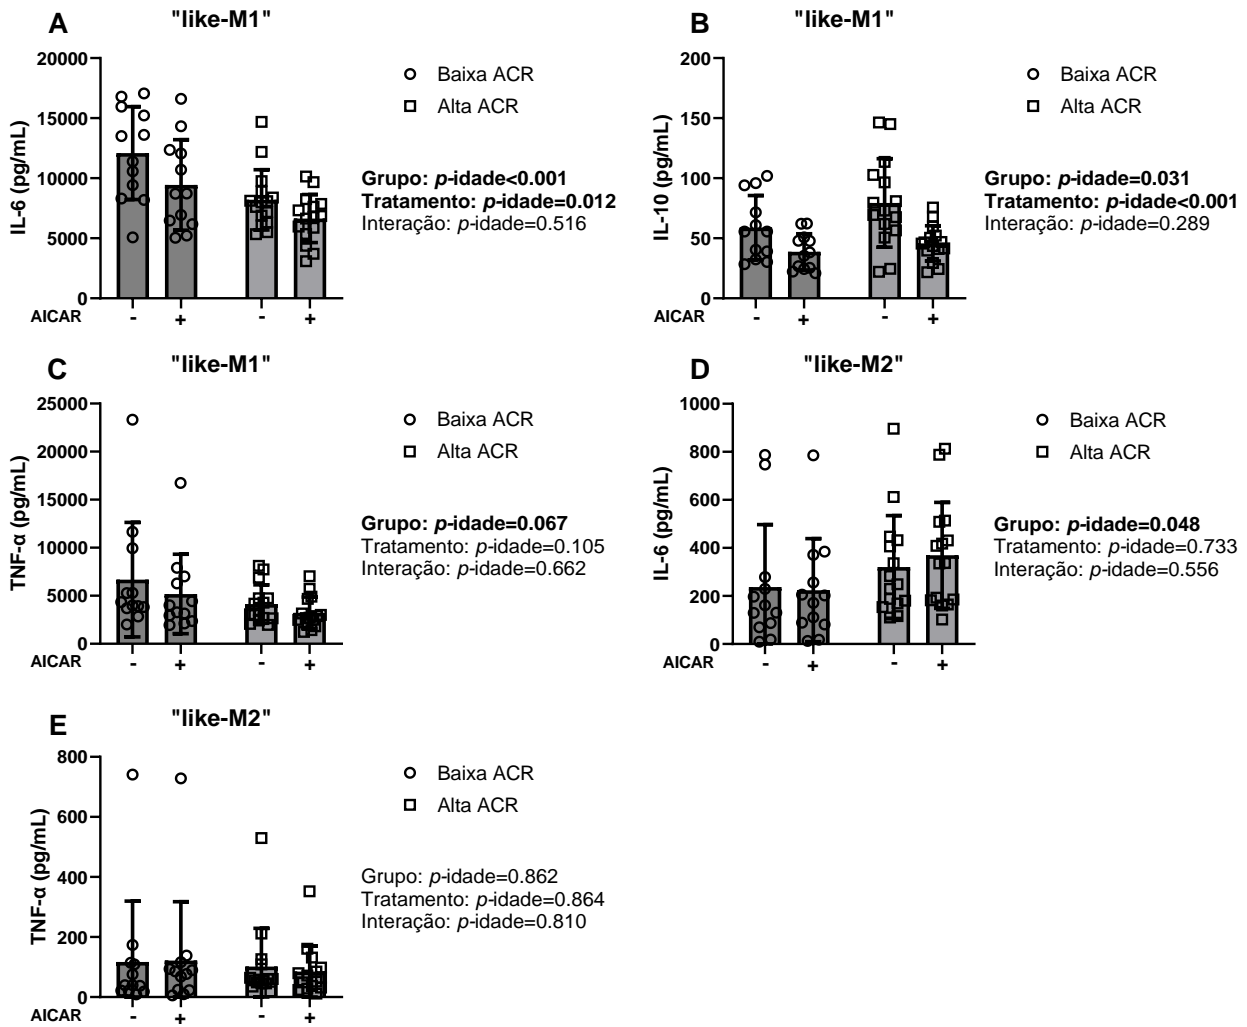 A
"like-M1"
IL-6 (pg/mL)
20000
15000
10000
5000
0
AICAR - + - +
Baixa ACR
Alta ACR
Grupo: p-idade<0.001
Tratamento: p-idade=0.012
Interação: p-idade=0.516
B
"like-M1"
IL-10 (pg/mL)
200
150
100
50
0
AICAR - + - +
Baixa ACR
Alta ACR
Grupo: p-idade=0.031
Tratamento: p-idade<0.001
Interação: p-idade=0.289
C
"like-M1"
TNF-α (pg/mL)
25000
20000
15000
10000
5000
0
AICAR - + - +
Baixa ACR
Alta ACR
Grupo: p-idade=0.067
Tratamento: p-idade=0.105
Interação: p-idade=0.662
D
"like-M2"
IL-6 (pg/mL)
1000
800
600
400
200
0
AICAR - + - +
Baixa ACR
Alta ACR
Grupo: p-idade=0.048
Tratamento: p-idade=0.733
Interação: p-idade=0.556
E
"like-M2"
TNF-α (pg/mL)
800
600
400
200
0
AICAR - + - +
Baixa ACR
Alta ACR
Grupo: p-idade=0.862
Tratamento: p-idade=0.864
Interação: p-idade=0.810